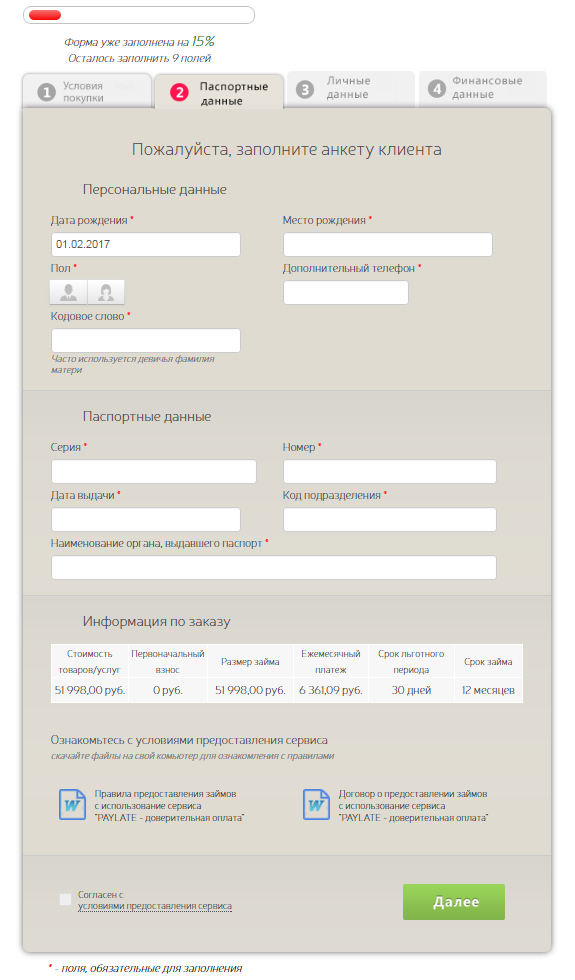 Форма уже заполнена на 15%
Осталось заполнить 9 полей
1 Условия покупки
2 Паспортные данные
3 Личные данные
4 Финансовые данные
Пожалуйста, заполните анкету клиента
Персональные данные
Дата рождения *
Место рождения *
01.02.2017
Пол *
Дополнительный телефон *
Кодовое слово *
Часто используется девичья фамилия
матери
Паспортные данные
Серия *
Номер *
Дата выдачи *
Код подразделения *
Наименование органа, выдавшего паспорт *
Информация по заказу
Стоимость товаров/услуг
Первоначальный взнос
Размер займа
Ежемесячный платеж
Срок льготного периода
Срок займа
51 998,00 руб.
0 руб.
51 998,00 руб.
6 361,09 руб.
30 дней
12 месяцев
Ознакомьтесь с условиями предоставления сервиса
скачайте файлы на свой комьютер для ознакомления с правилами
W
Правила предоставления займов
с использование сервиса
"PAYLATE - доверительная оплата"
W
Договор о предоставлении займов
с использование сервиса
"PAYLATE - доверительная оплата"
Согласен с
условиями предоставления сервиса
Далее
* - поля, обязательные для заполнения